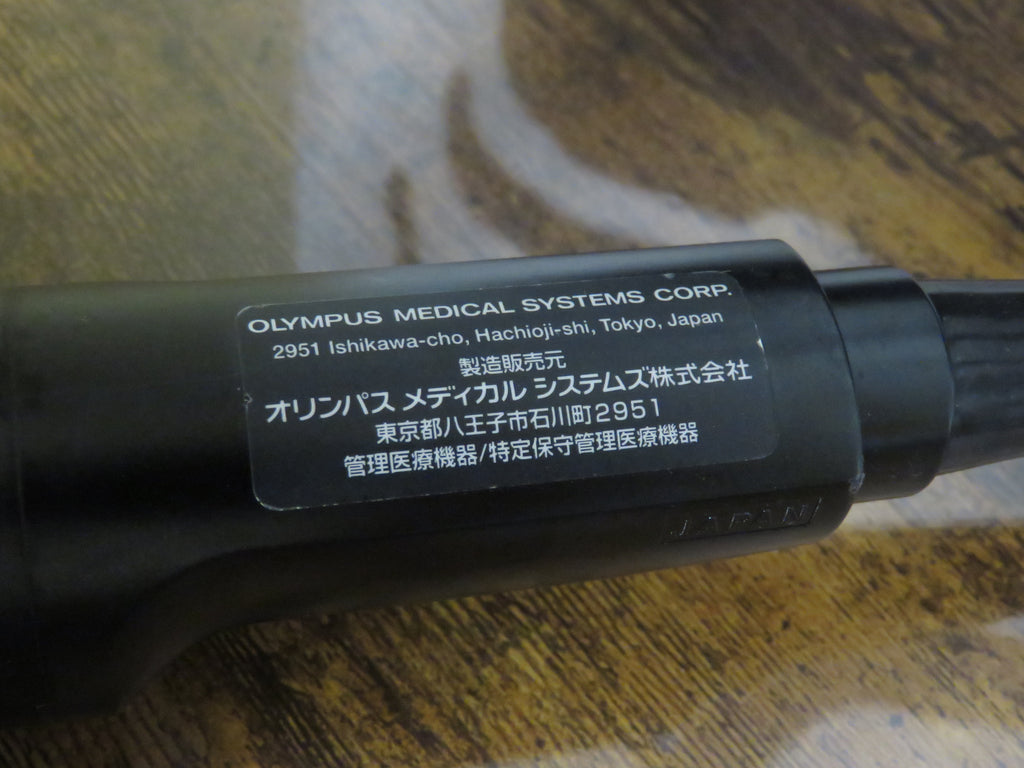 OLYMPUS MEDICAL SYSTEMS CORP.
2951 Ishikawa-cho, Hachioji-shi, Tokyo, Japan
製造販売元
オリンパス メディカル システムズ株式会社
東京都八王子市石川町2951
管理医療機器/特定保守管理医療機器
JAPAN